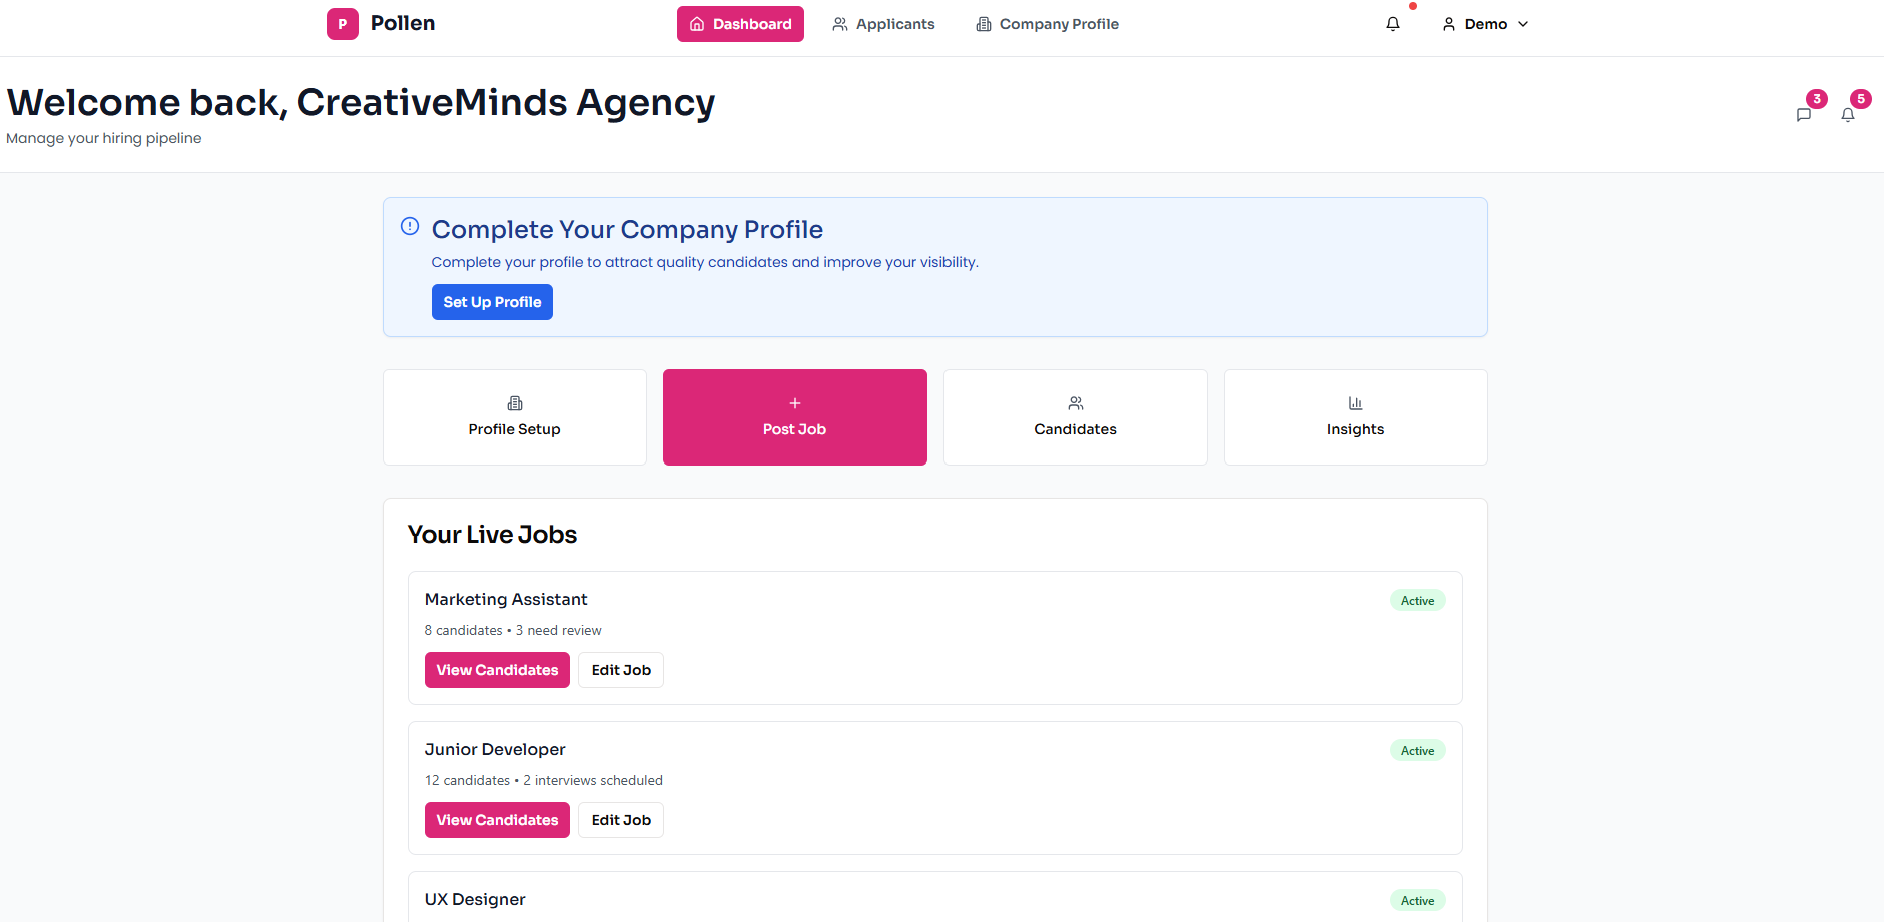 P Pollen Dashboard Applicants Company Profile Demo
Welcome back, CreativeMinds Agency
Manage your hiring pipeline
3 5
Complete Your Company Profile
Complete your profile to attract quality candidates and improve your visibility.
Set Up Profile
Profile Setup Post Job Candidates Insights
Your Live Jobs
Marketing Assistant Active
8 candidates • 3 need review
View Candidates Edit Job
Junior Developer Active
12 candidates • 2 interviews scheduled
View Candidates Edit Job
UX Designer Active